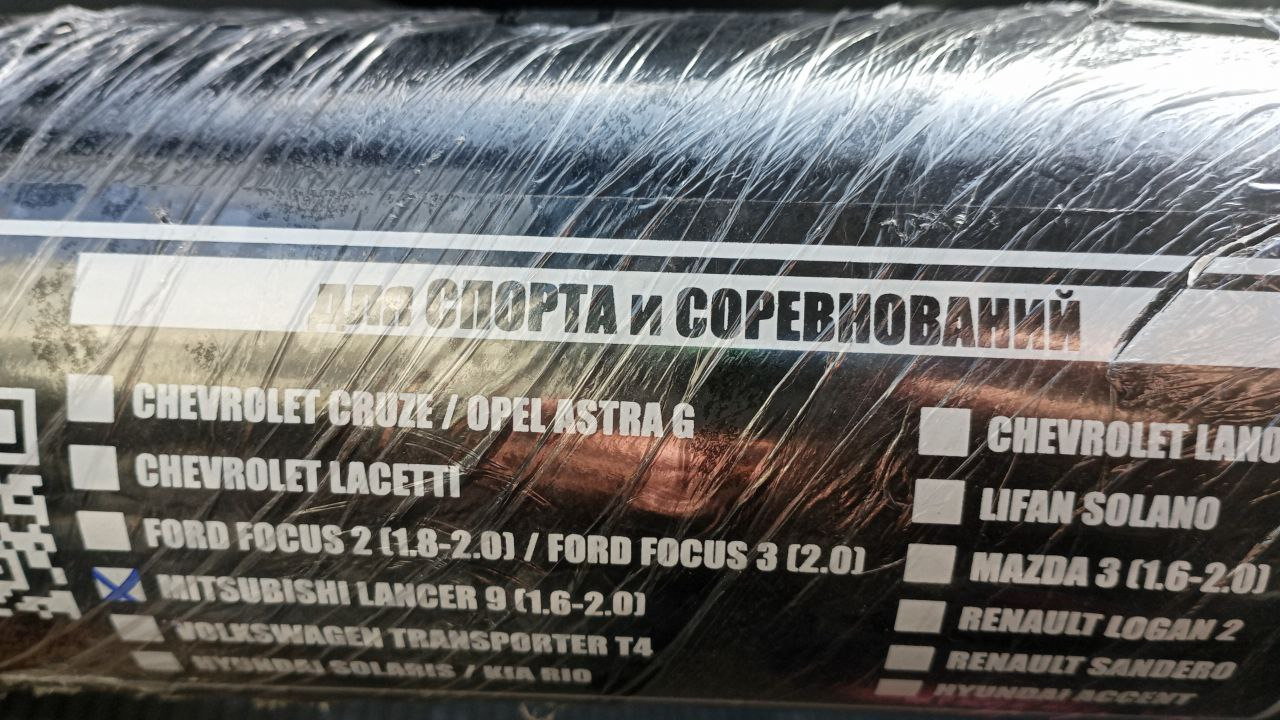 для СПОРТА и СОРЕВНОВАНИЙ
CHEVROLET CRUZE / OPEL ASTRA G
CHEVROLET LACETTI
FORD FOCUS 2 (1.8-2.0) / FORD FOCUS 3 (2.0)
MITSUBISHI LANCER 9 (1.6-2.0)
VOLKSWAGEN TRANSPORTER T4
HYUNDAI SOLARIS / KIA RIO
CHEVROLET LANO
LIFAN SOLANO
MAZDA 3 (1.6-2.0)
RENAULT LOGAN 2
RENAULT SANDERO
HYUNDAI ACCENT